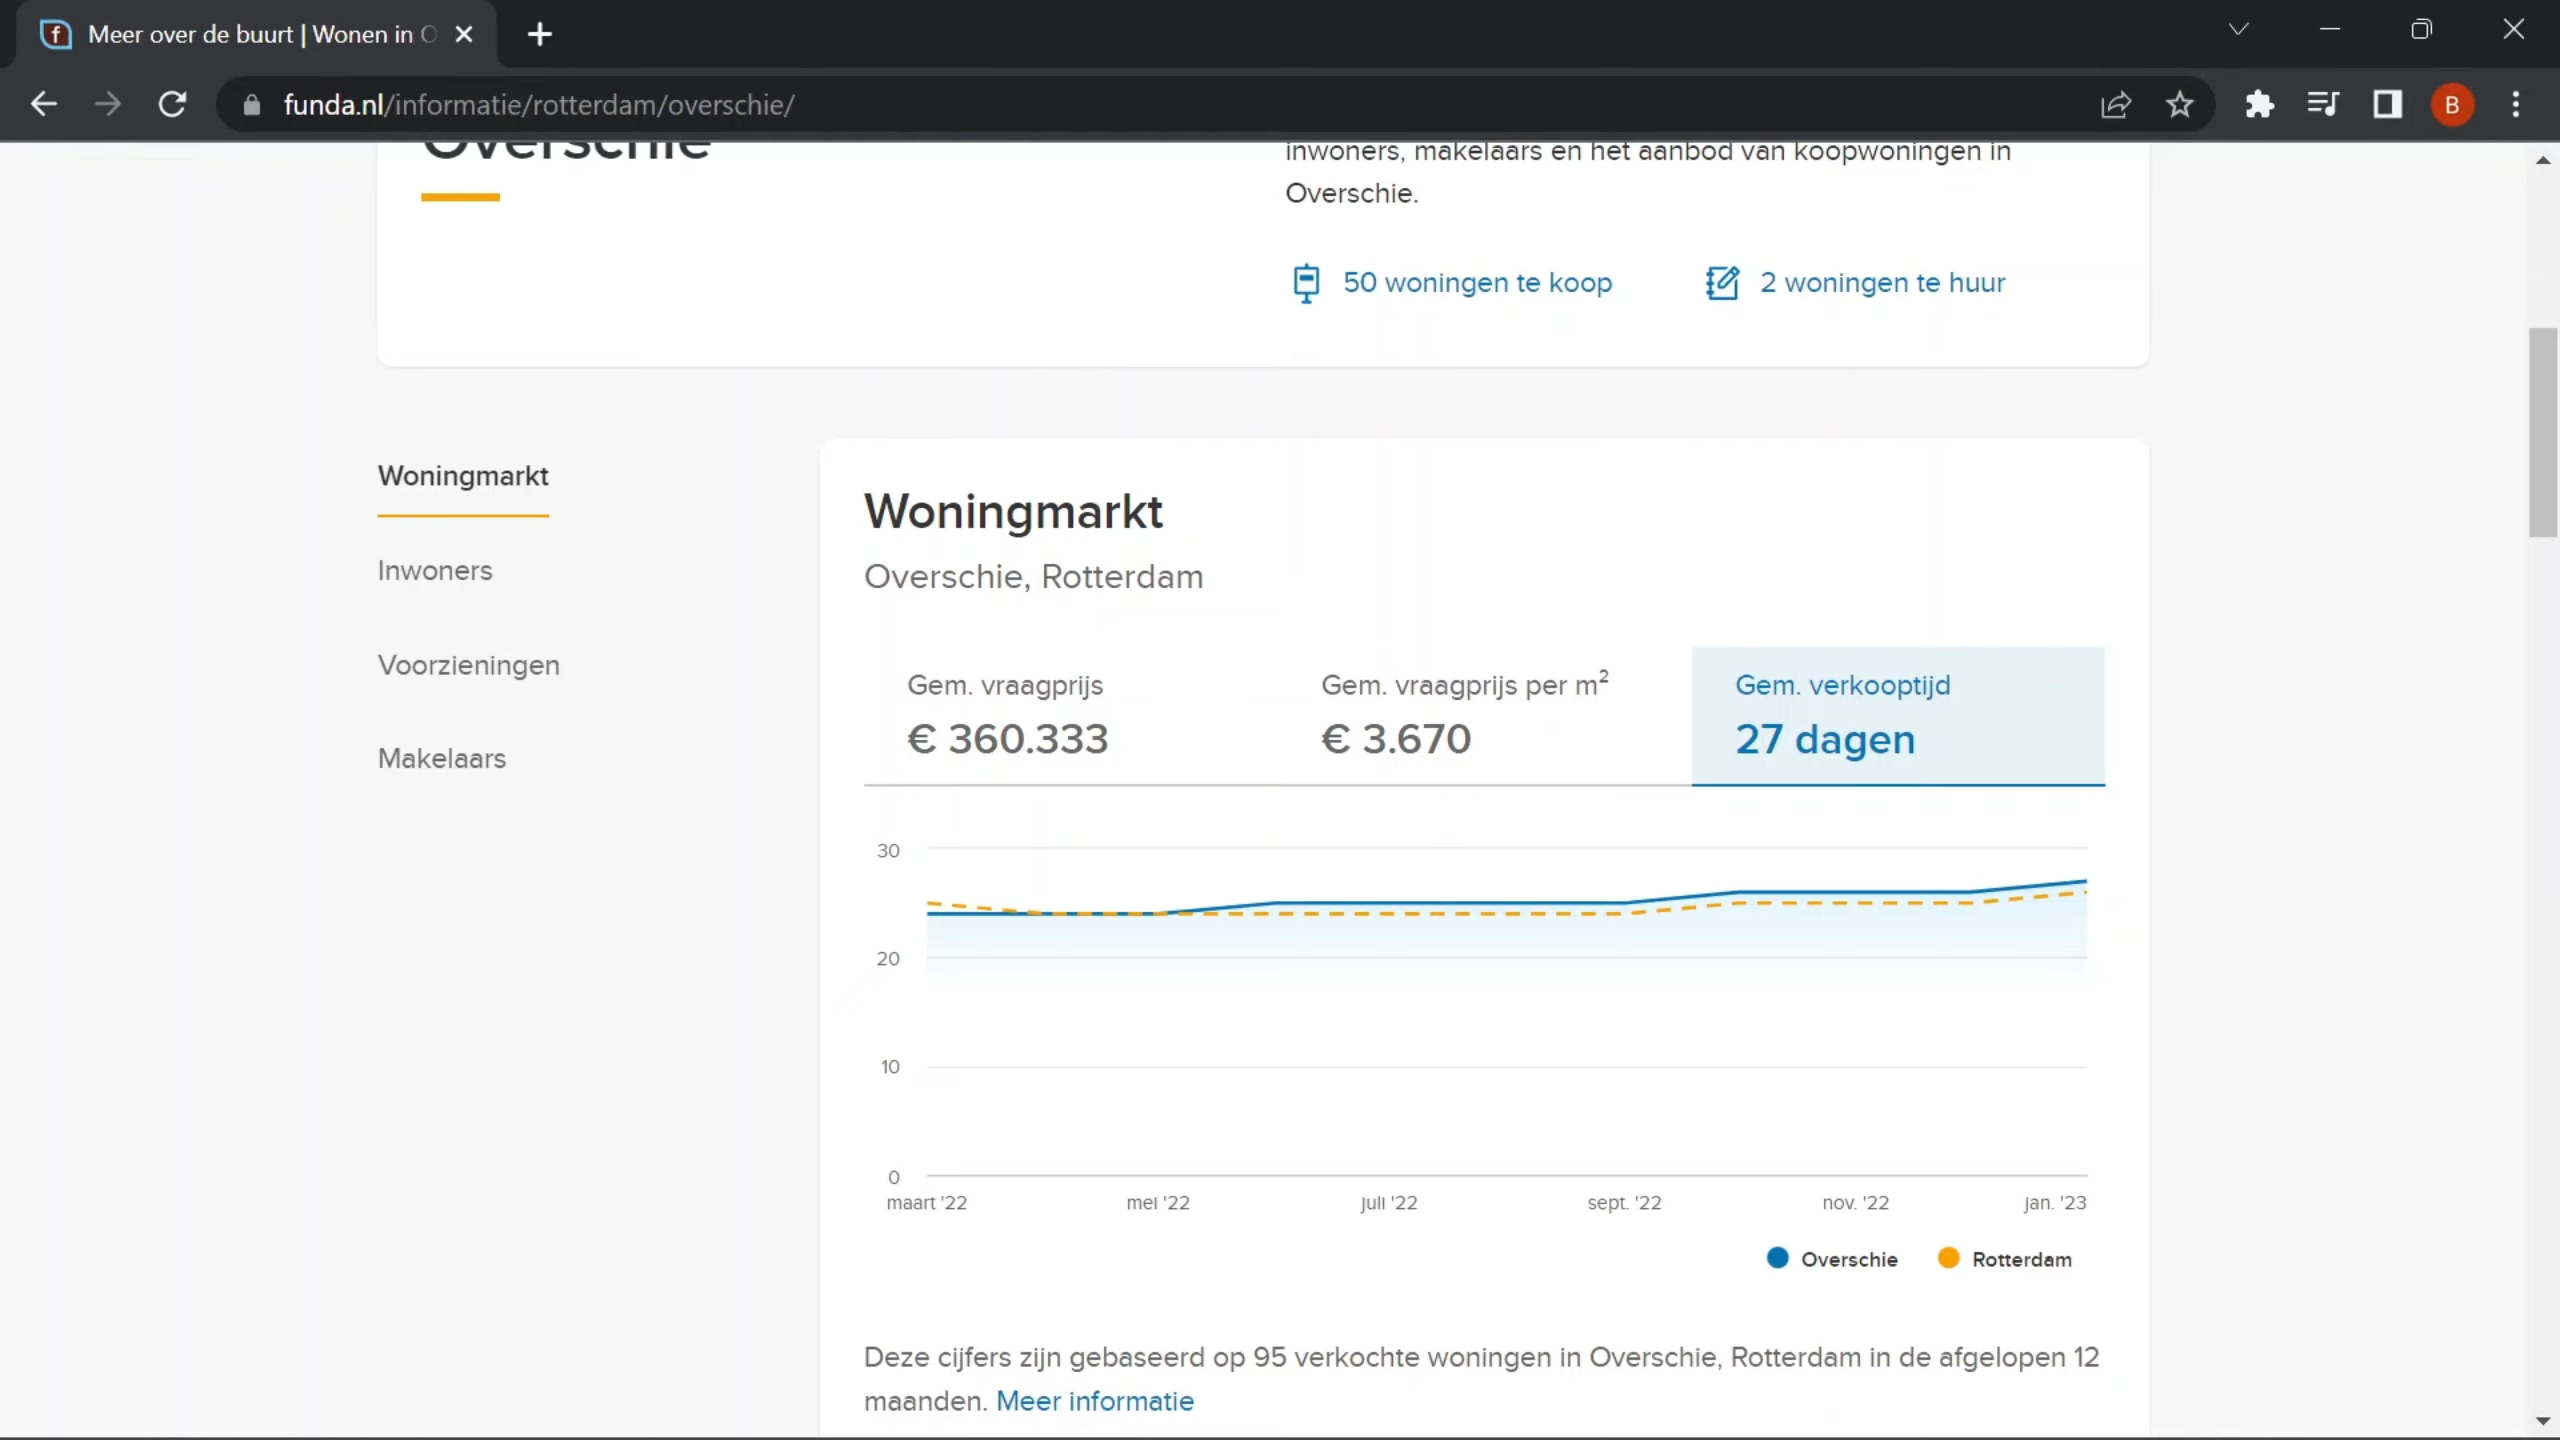 Meer over de buurt | Wonen in O
funda.nl/informatie/rotterdam/overschie/
B
Overschie
inwoners, makelaars en het aanbod van koopwoningen in
Overschie.
50 woningen te koop
2 woningen te huur
Woningmarkt
Inwoners
Voorzieningen
Makelaars
Woningmarkt
Overschie, Rotterdam
Gem. vraagprijs
€ 360.333
Gem. vraagprijs per m²
€ 3.670
Gem. verkooptijd
27 dagen
30
20
10
0
maart '22
mei '22
juli '22
sept. '22
nov. '22
jan. '23
Overschie
Rotterdam
Deze cijfers zijn gebaseerd op 95 verkochte woningen in Overschie, Rotterdam in de afgelopen 12
maanden. Meer informatie